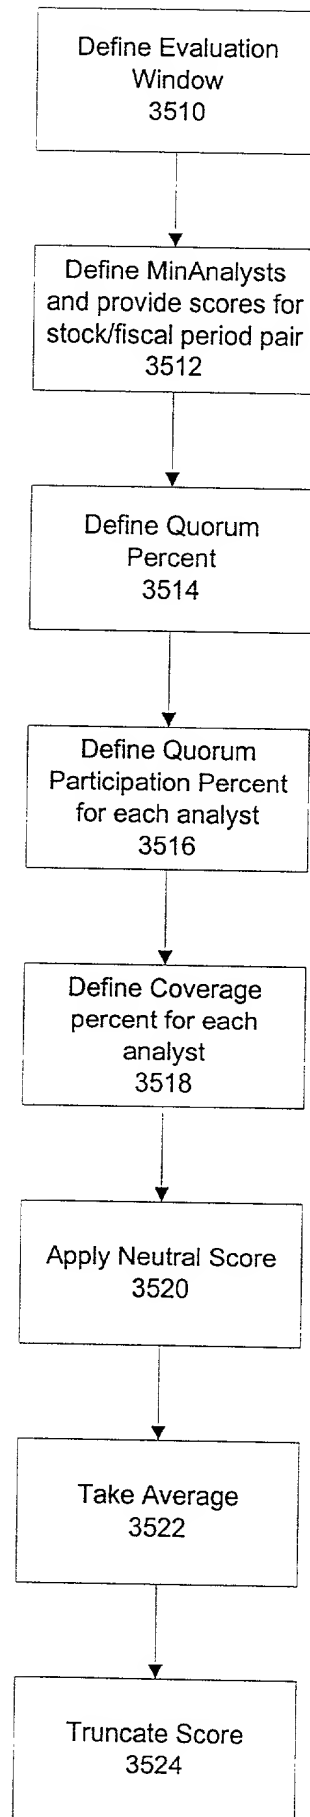 Define Evaluation
Window
3510
Define MinAnalysts
and provide scores for
stock/fiscal period pair
3512
Define Quorum
Percent
3514
Define Quorum
Participation Percent
for each analyst
3516
Define Coverage
percent for each
analyst
3518
Apply Neutral Score
3520
Take Average
3522
Truncate Score
3524